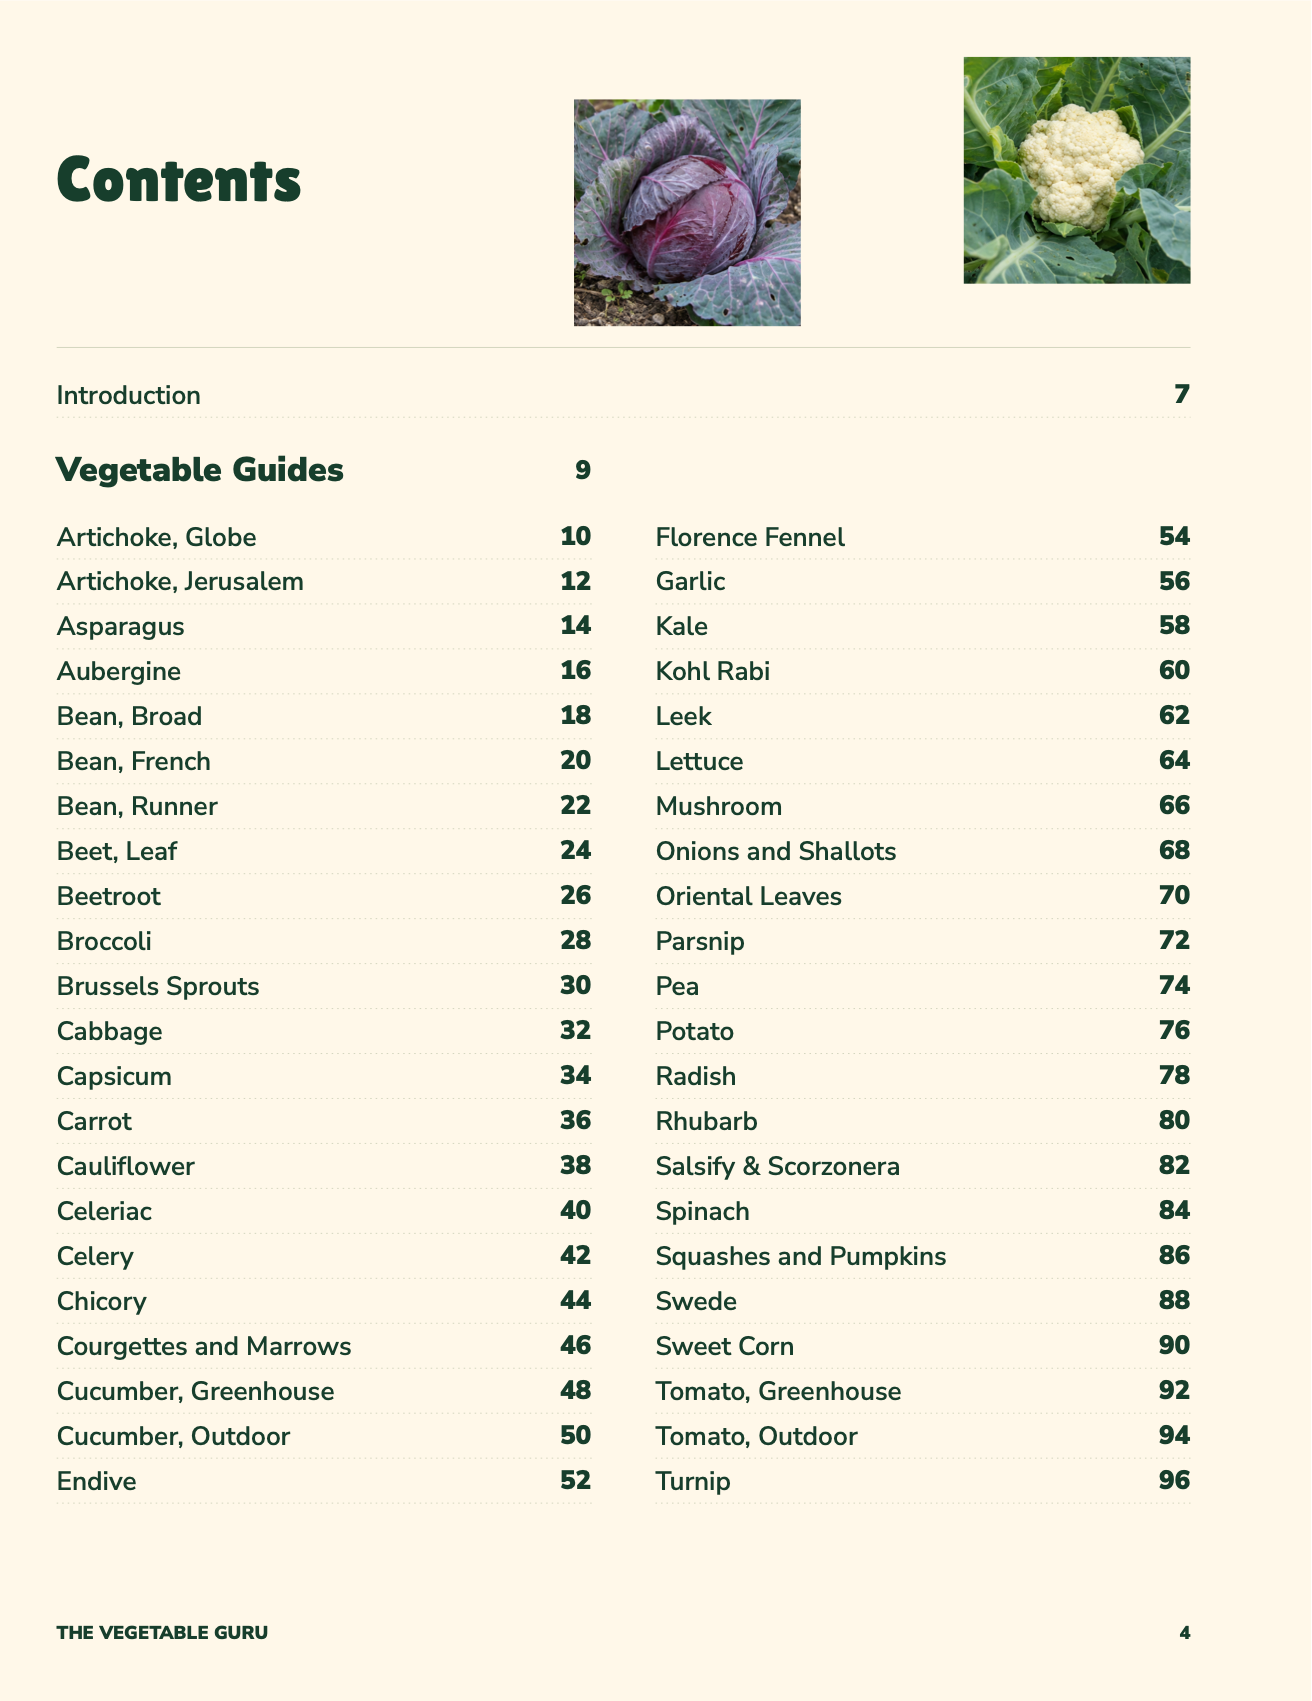 Contents
Introduction 7
Vegetable Guides 9
Artichoke, Globe 10
Artichoke, Jerusalem 12
Asparagus 14
Aubergine 16
Bean, Broad 18
Bean, French 20
Bean, Runner 22
Beet, Leaf 24
Beetroot 26
Broccoli 28
Brussels Sprouts 30
Cabbage 32
Capsicum 34
Carrot 36
Cauliflower 38
Celeriac 40
Celery 42
Chicory 44
Courgettes and Marrows 46
Cucumber, Greenhouse 48
Cucumber, Outdoor 50
Endive 52
Florence Fennel 54
Garlic 56
Kale 58
Kohl Rabi 60
Leek 62
Lettuce 64
Mushroom 66
Onions and Shallots 68
Oriental Leaves 70
Parsnip 72
Pea 74
Potato 76
Radish 78
Rhubarb 80
Salsify & Scorzonera 82
Spinach 84
Squashes and Pumpkins 86
Swede 88
Sweet Corn 90
Tomato, Greenhouse 92
Tomato, Outdoor 94
Turnip 96
THE VEGETABLE GURU 4